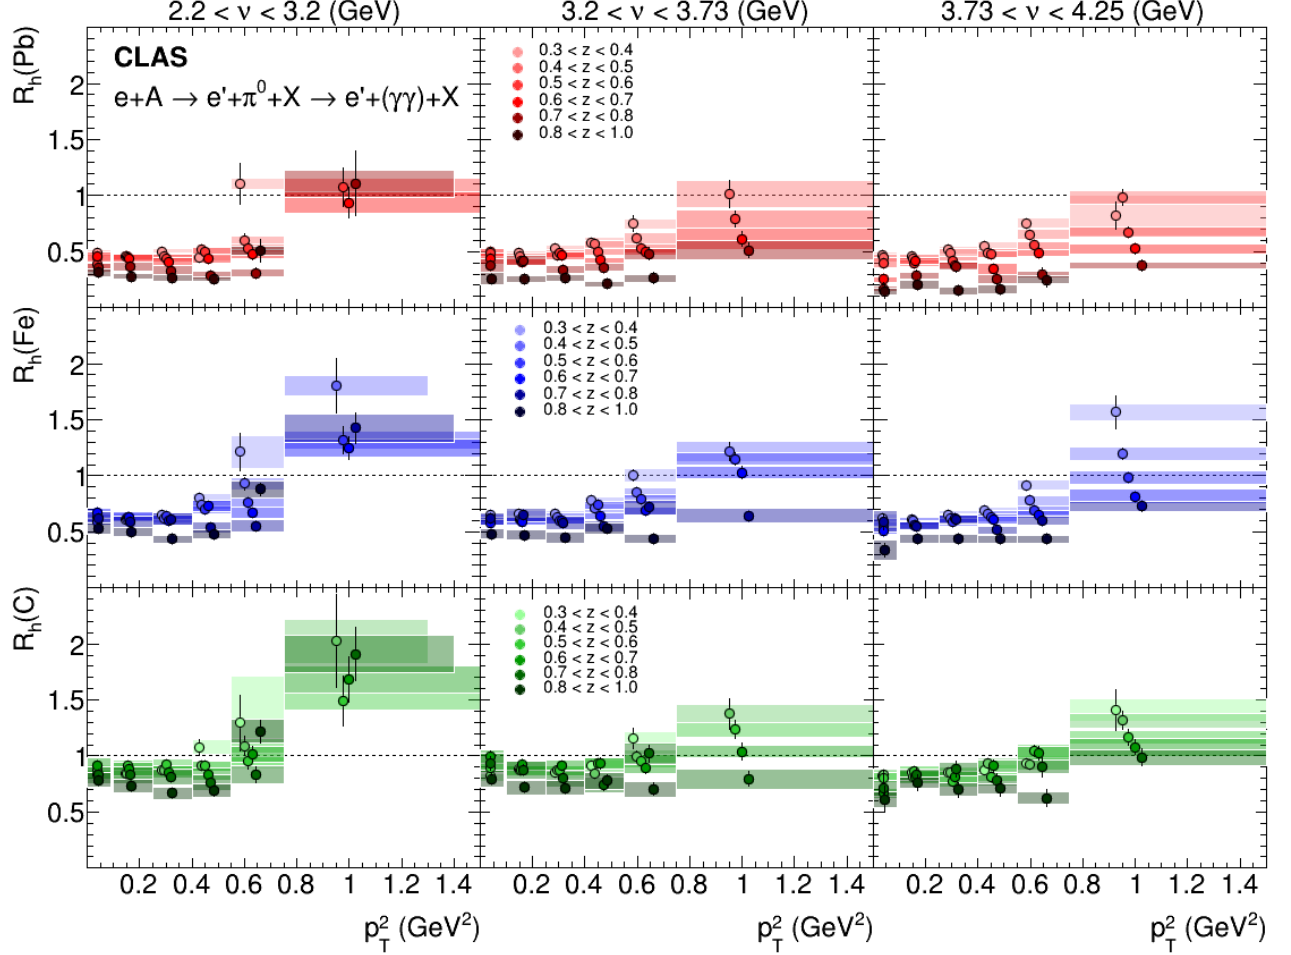 2.2 < ν < 3.2 (GeV) 3.2 < ν < 3.73 (GeV) 3.73 < ν < 4.25 (GeV)
R_h(Pb)
CLAS
e+A → e'+π⁰+X → e'+(γγ)+X
0.3 < z < 0.4
0.4 < z < 0.5
0.5 < z < 0.6
0.6 < z < 0.7
0.7 < z < 0.8
0.8 < z < 1.0
2
1.5
1
0.5
R_h(Fe)
0.3 < z < 0.4
0.4 < z < 0.5
0.5 < z < 0.6
0.6 < z < 0.7
0.7 < z < 0.8
0.8 < z < 1.0
2
1.5
1
0.5
R_h(C)
0.3 < z < 0.4
0.4 < z < 0.5
0.5 < z < 0.6
0.6 < z < 0.7
0.7 < z < 0.8
0.8 < z < 1.0
2
1.5
1
0.5
0.2 0.4 0.6 0.8 1 1.2 1.4 0.2 0.4 0.6 0.8 1 1.2 1.4 0.2 0.4 0.6 0.8 1 1.2 1.4
p_T² (GeV²) p_T² (GeV²) p_T² (GeV²)